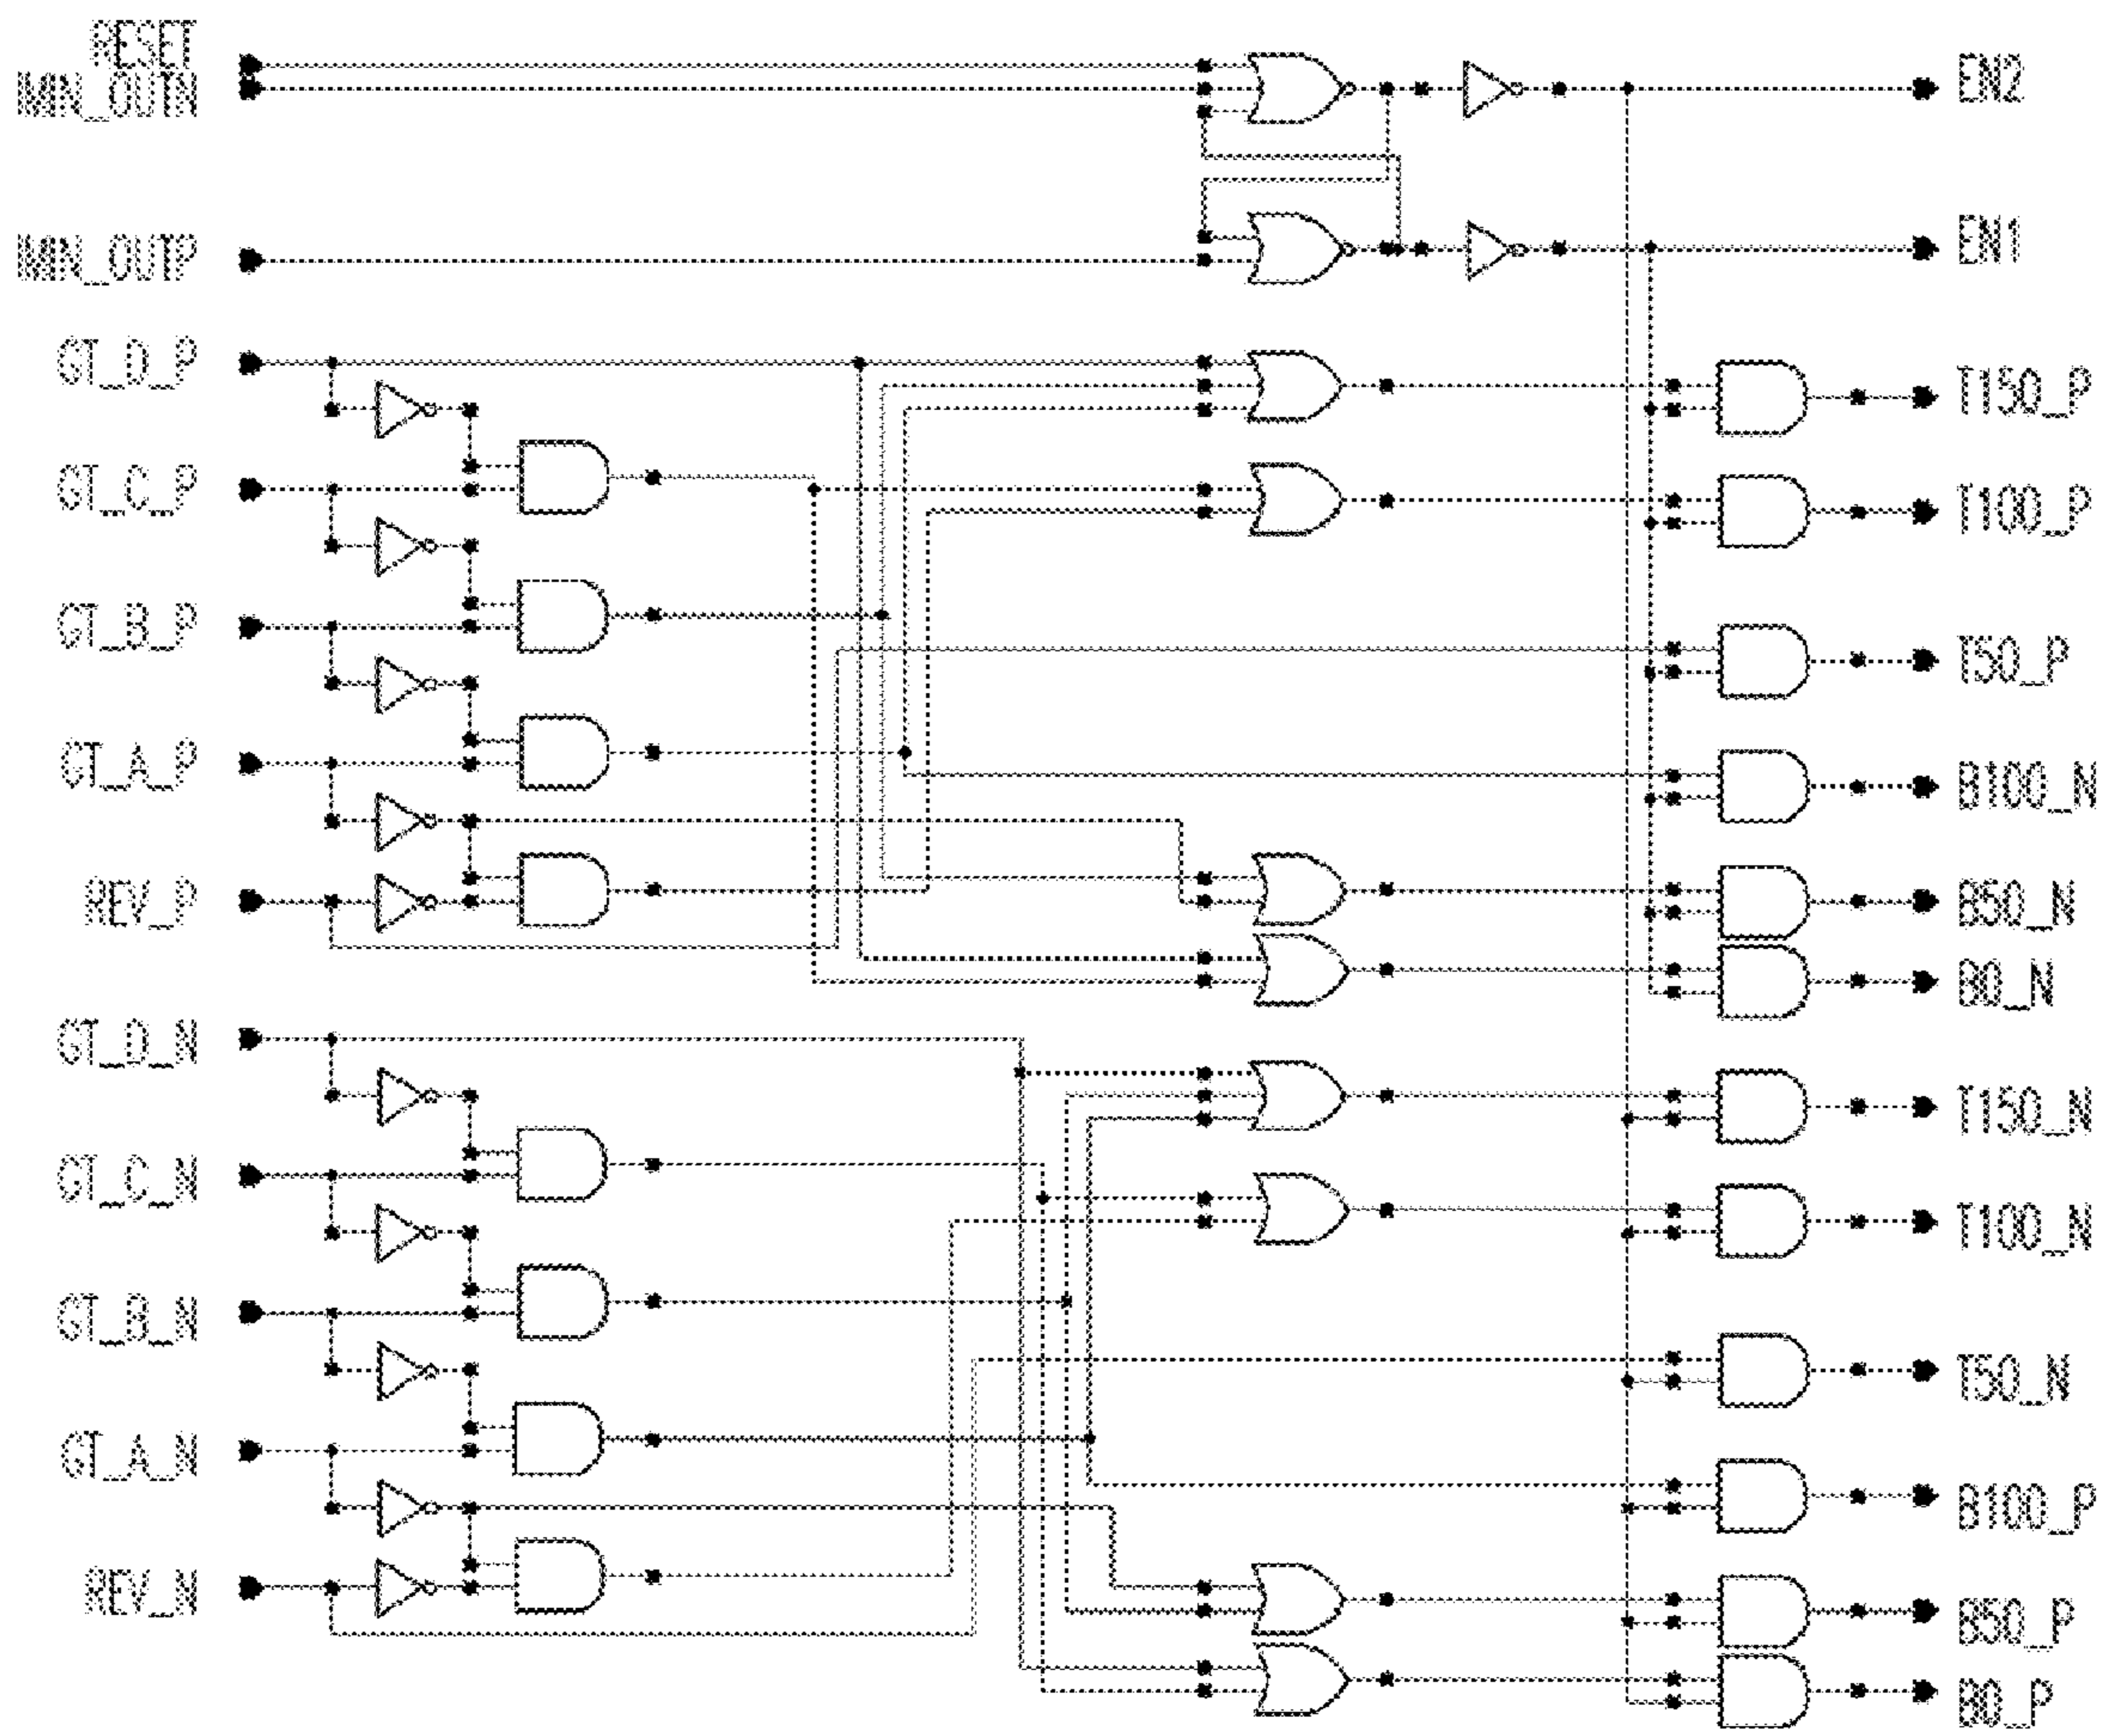 RESET
IMIN_OUTN
IMIN_OUTP
GT_D_P
GT_C_P
GT_B_P
GT_A_P
REV_P
GT_D_N
GT_C_N
GT_B_N
GT_A_N
REV_N
EN2
EN1
T150_P
T100_P
T50_P
B100_N
B50_N
B0_N
T150_N
T100_N
T50_N
B100_P
B50_P
B0_P